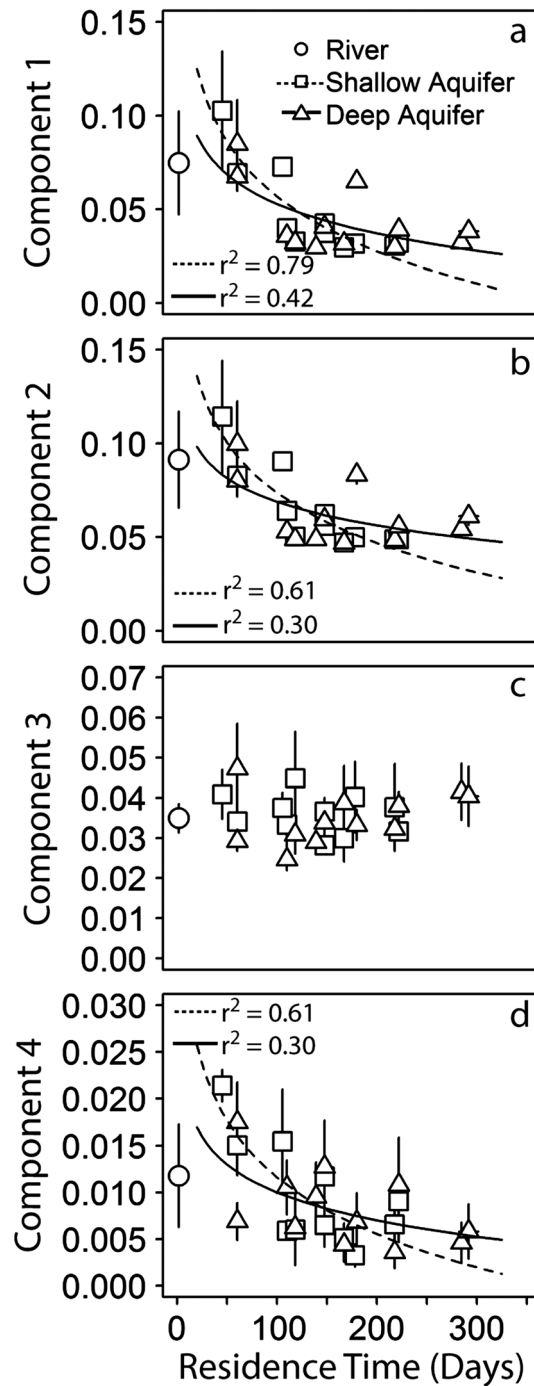 a
River
Shallow Aquifer
Deep Aquifer
Component 1
0.15
0.10
0.05
0.00
r² = 0.79
r² = 0.42
b
Component 2
0.15
0.10
0.05
0.00
r² = 0.61
r² = 0.30
c
Component 3
0.07
0.06
0.05
0.04
0.03
0.02
0.01
0.00
d
Component 4
0.030
0.025
0.020
0.015
0.010
0.005
0.000
r² = 0.61
r² = 0.30
0 100 200 300
Residence Time (Days)